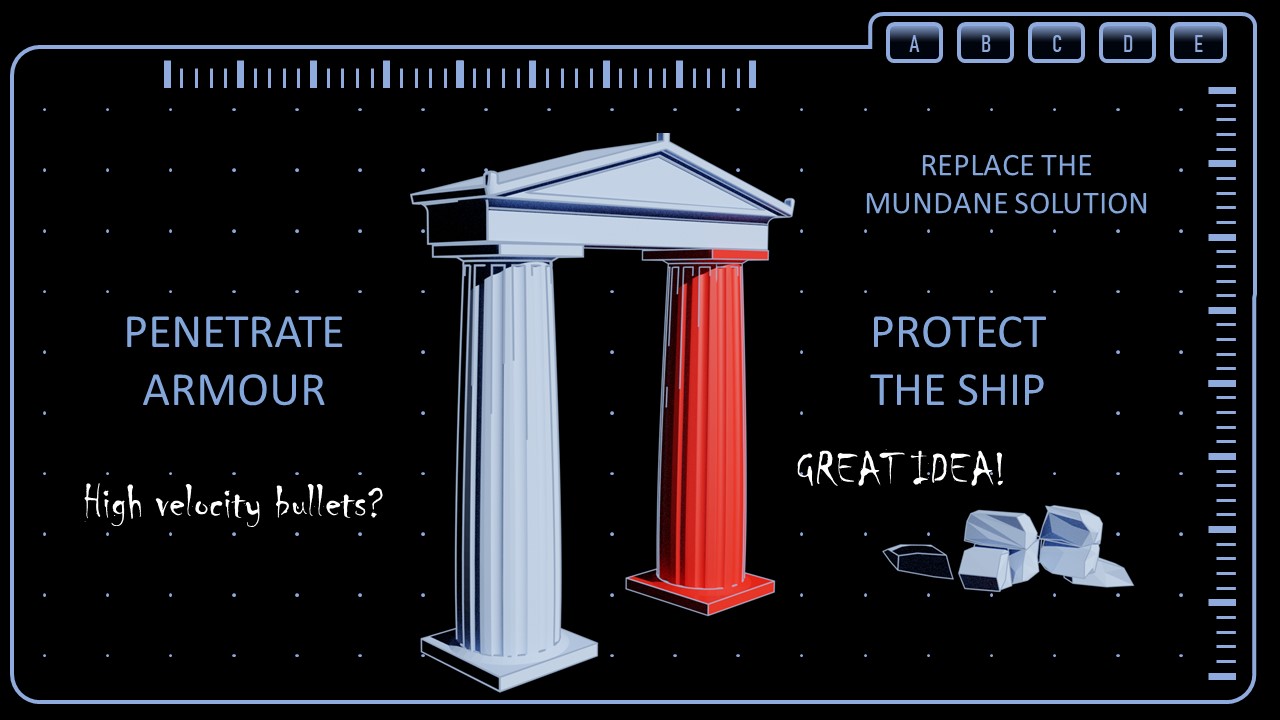 A B C D E
REPLACE THE
MUNDANE SOLUTION
PENETRATE
ARMOUR
PROTECT
THE SHIP
High velocity bullets?
GREAT IDEA!